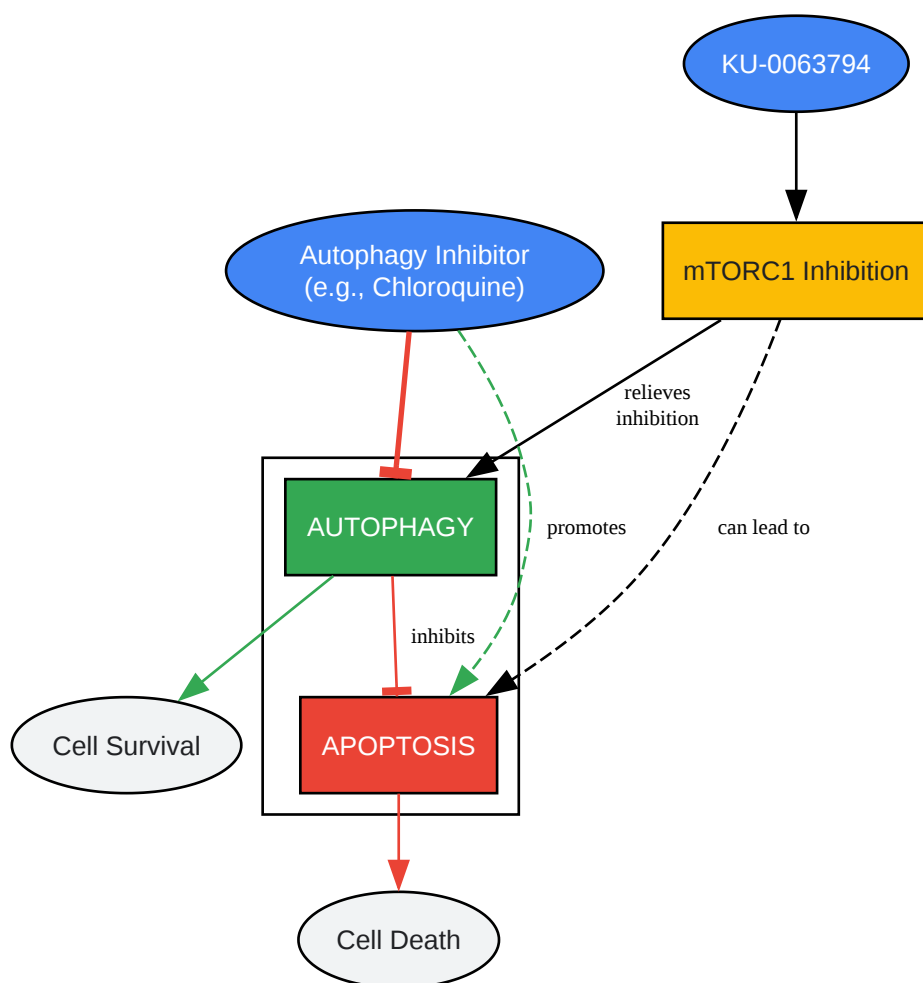 KU-0063794
Autophagy Inhibitor
(e.g., Chloroquine)
mTORC1 Inhibition
relieves
inhibition
AUTOPHAGY
promotes
can lead to
inhibits
Cell Survival
APOPTOSIS
Cell Death